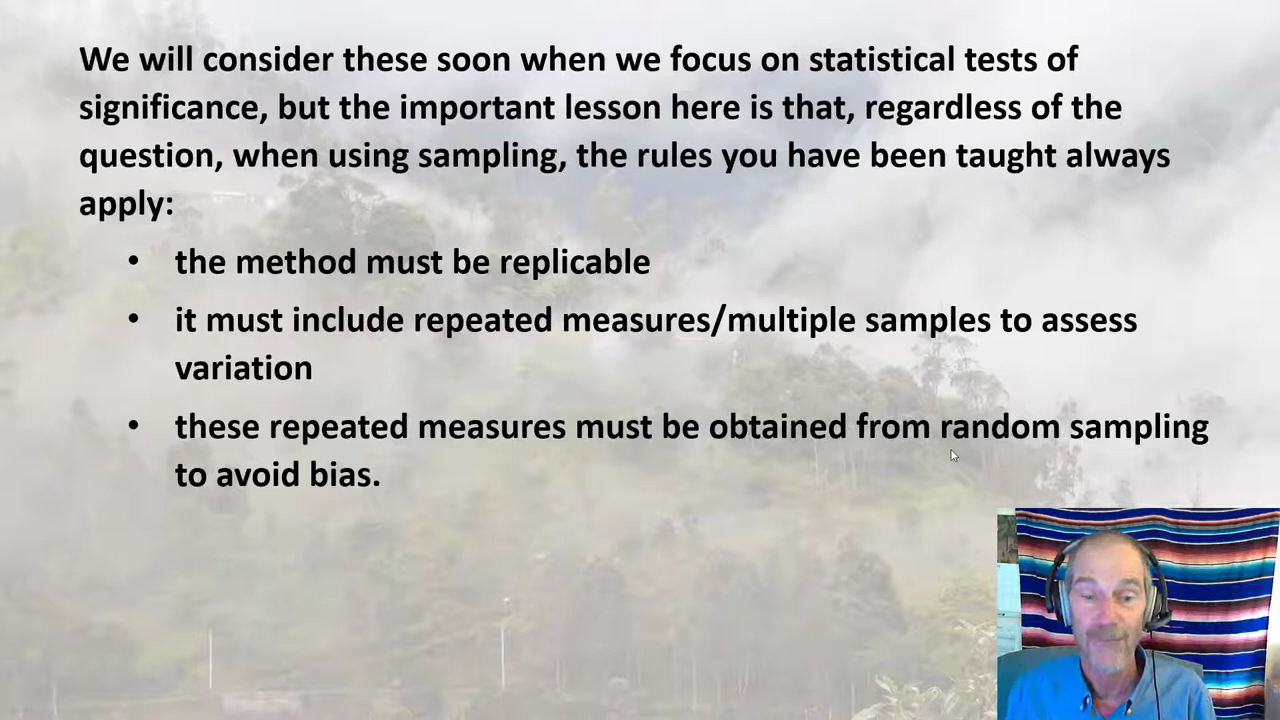 We will consider these soon when we focus on statistical tests of
significance, but the important lesson here is that, regardless of the
question, when using sampling, the rules you have been taught always
apply:
• the method must be replicable
• it must include repeated measures/multiple samples to assess
variation
• these repeated measures must be obtained from random sampling
to avoid bias.